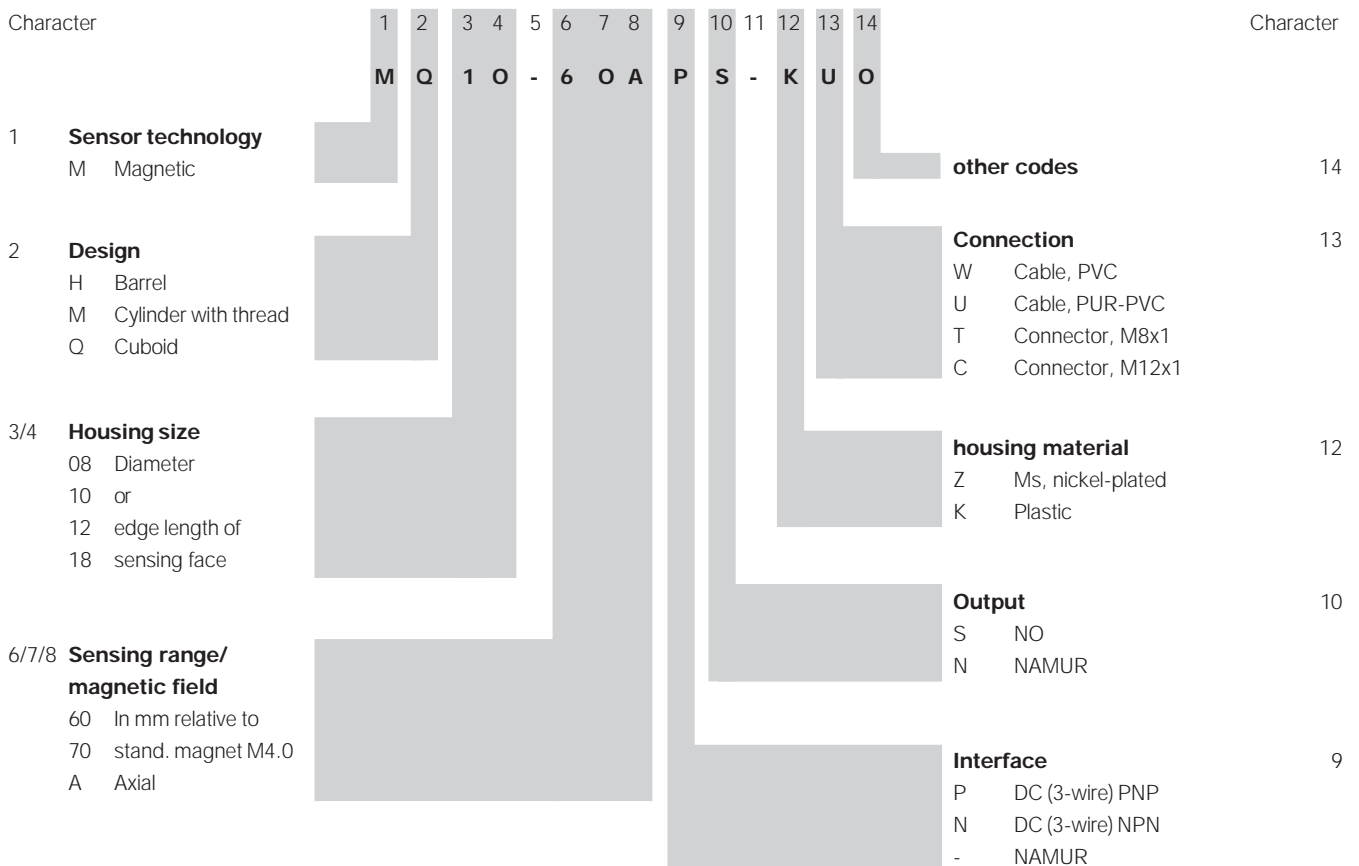 Character 1 2 3 4 5 6 7 8 9 10 11 12 13 14 Character
M Q 1 0 - 6 0 A P S - K U 0
1 Sensor technology
M Magnetic
2 Design
H Barrel
M Cylinder with thread
Q Cuboid
3/4 Housing size
08 Diameter
10 or
12 edge length of
18 sensing face
6/7/8 Sensing range/
magnetic field
60 In mm relative to
70 stand. magnet M4.0
A Axial
other codes 14
Connection 13
W Cable, PVC
U Cable, PUR-PVC
T Connector, M8x1
C Connector, M12x1
housing material 12
Z Ms, nickel-plated
K Plastic
Output 10
S NO
N NAMUR
Interface 9
P DC (3-wire) PNP
N DC (3-wire) NPN
- NAMUR